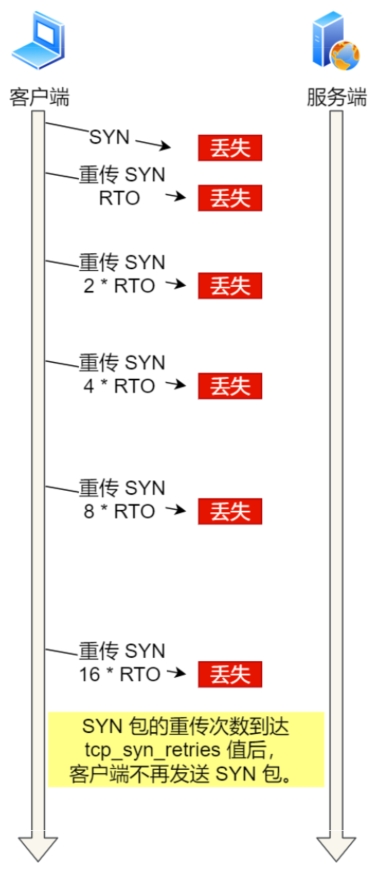 客户端
服务端
SYN
丢失
重传 SYN
RTO
丢失
重传 SYN
2 * RTO
丢失
重传 SYN
4 * RTO
丢失
重传 SYN
8 * RTO
丢失
重传 SYN
16 * RTO
丢失
SYN 包的重传次数到达
tcp_syn_retries 值后，
客户端不再发送 SYN 包。